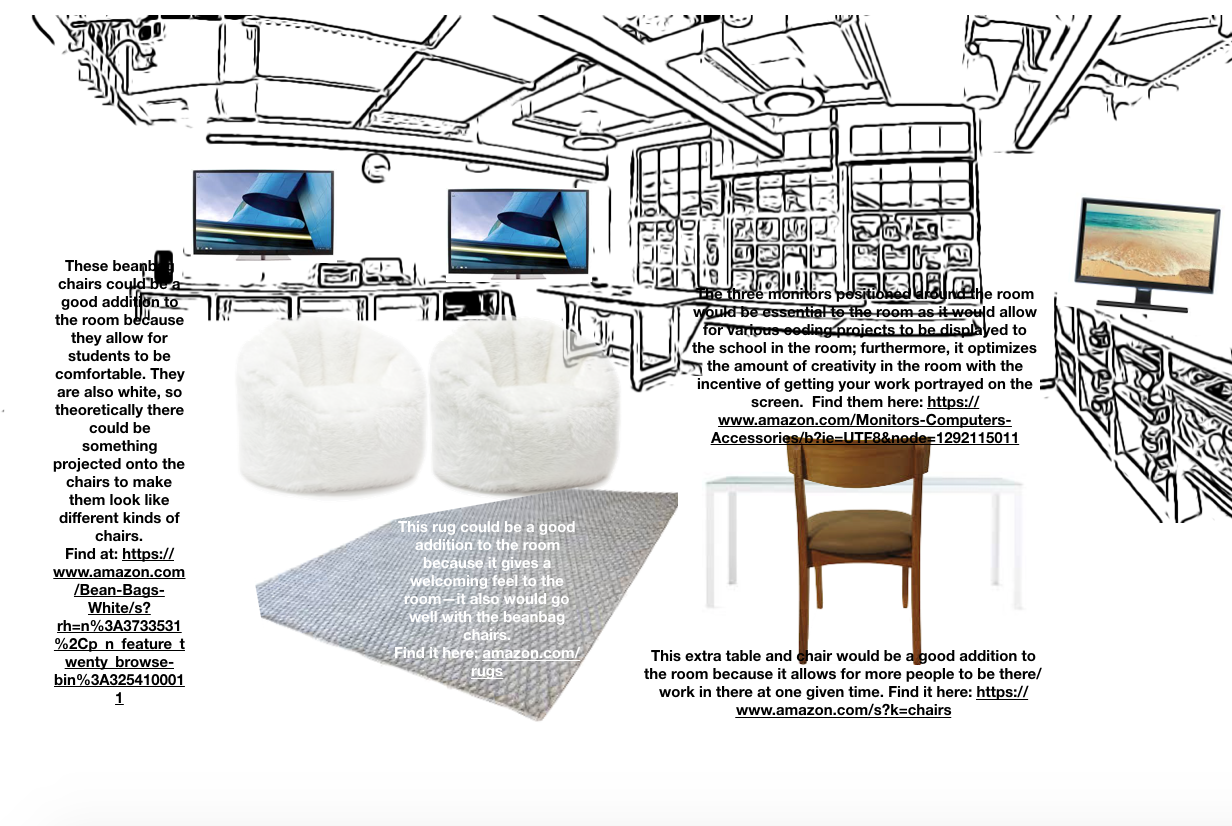 These beanbag
chairs could be a
good addition to
the room because
they allow for
students to be
comfortable. They
are also white, so
theoretically there
could be
something
projected onto the
chairs to make
them look like
different kinds of
chairs.
Find at: https://
www.amazon.com
/Bean-Bags-
White/s?
rh=n%3A3733531
%2Cp_n_feature_t
wenty_browse-
bin%3A325410001
1
The three monitors positioned around the room
would be essential to the room as it would allow
for various coding projects to be displayed to
the school in the room; furthermore, it optimizes
the amount of creativity in the room with the
incentive of getting your work portrayed on the
screen. Find them here: https://
www.amazon.com/Monitors-Computers-
Accessories/b?ie=UTF8&node=1292115011
This rug could be a good
addition to the room
because it gives a
welcoming feel to the
room—it also would go
well with the beanbag
chairs.
Find it here: amazon.com/
rugs
This extra table and chair would be a good addition to
the room because it allows for more people to be there/
work in there at one given time. Find it here: https://
www.amazon.com/s?k=chairs